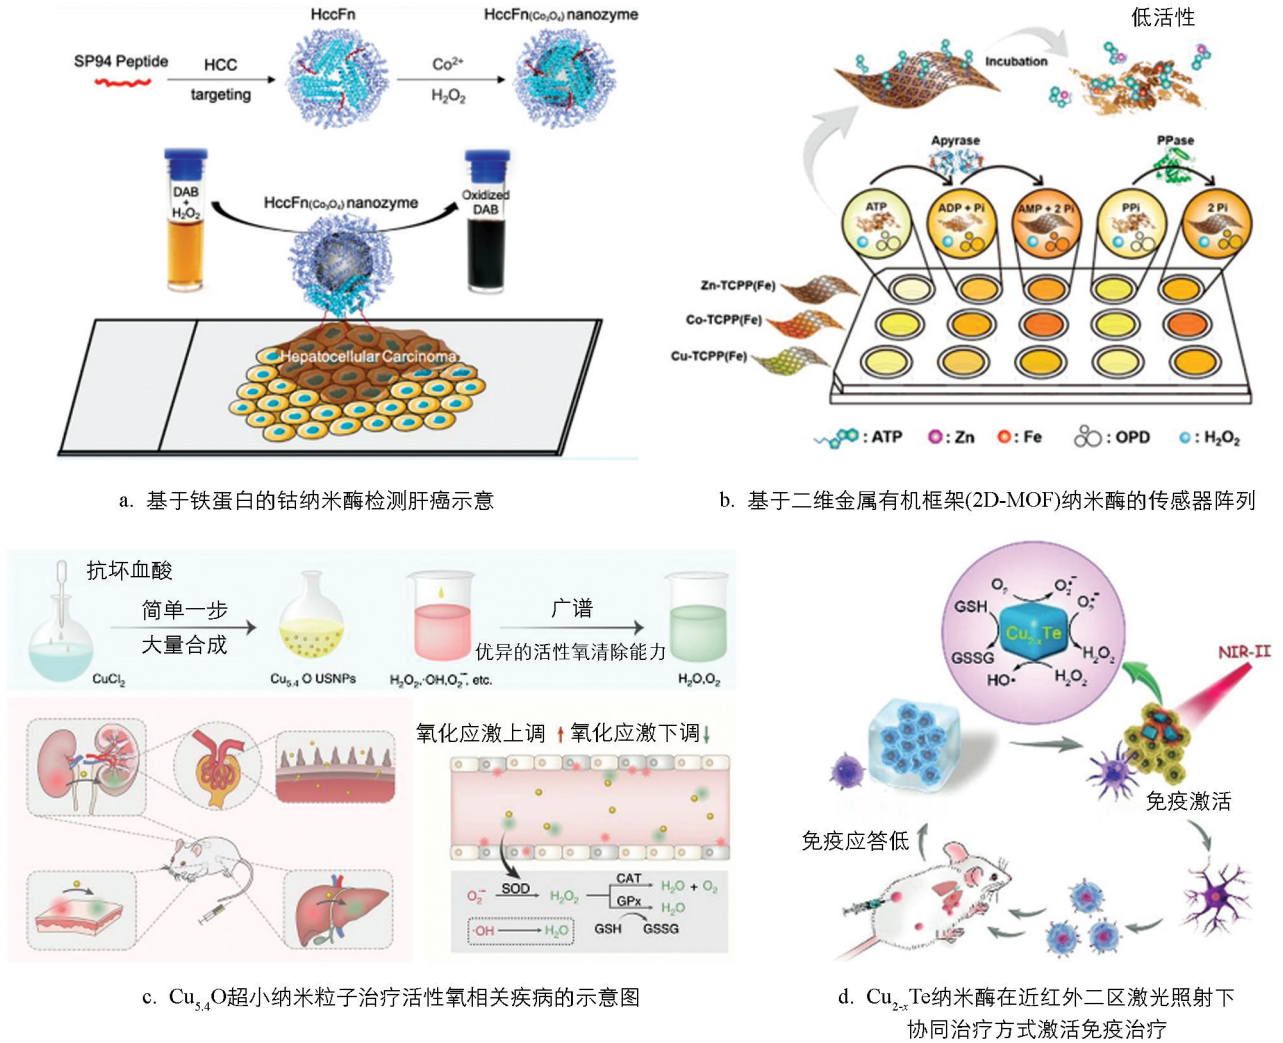 HccFn
HccFn(Co₃O₄) nanozyme
SP94 Peptide
HCC
targeting
Co²⁺
H₂O₂
DAB
+
H₂O₂
HccFn(Co₃O₄) nanozyme
Oxidized
DAB
Hepatocellular Carcinoma
a. 基于铁蛋白的钴纳米酶检测肝癌示意
低活性
Incubation
Apyrase
PPase
ATP
ADP + Pi
AMP + 2 Pi
PPi
2 Pi
Zn-TCPP(Fe)
Co-TCPP(Fe)
Cu-TCPP(Fe)
: ATP
: Zn
: Fe
: OPD
: H₂O₂
b. 基于二维金属有机框架(2D-MOF)纳米酶的传感器阵列
抗坏血酸
简单一步
大量合成
广谱
优异的活性氧清除能力
CuCl₂
Cu₅.₄ O USNPs
H₂O₂,·OH,O₂·⁻, etc.
H₂O,O₂
氧化应激上调 ↑ 氧化应激下调↓
O₂·⁻
SOD
H₂O₂
CAT
H₂O + O₂
GPx
H₂O
GSH
GSSG
·OH
H₂O
c. Cu₅.₄O超小纳米粒子治疗活性氧相关疾病的示意图
O₂
O₂·⁻
GSH
O₂·⁻
Cu₂₋ₓTe
GSSG
H₂O₂
HO•
H₂O₂
NIR-II
免疫激活
免疫应答低
d. Cu₂₋ₓTe纳米酶在近红外二区激光照射下
协同治疗方式激活免疫治疗